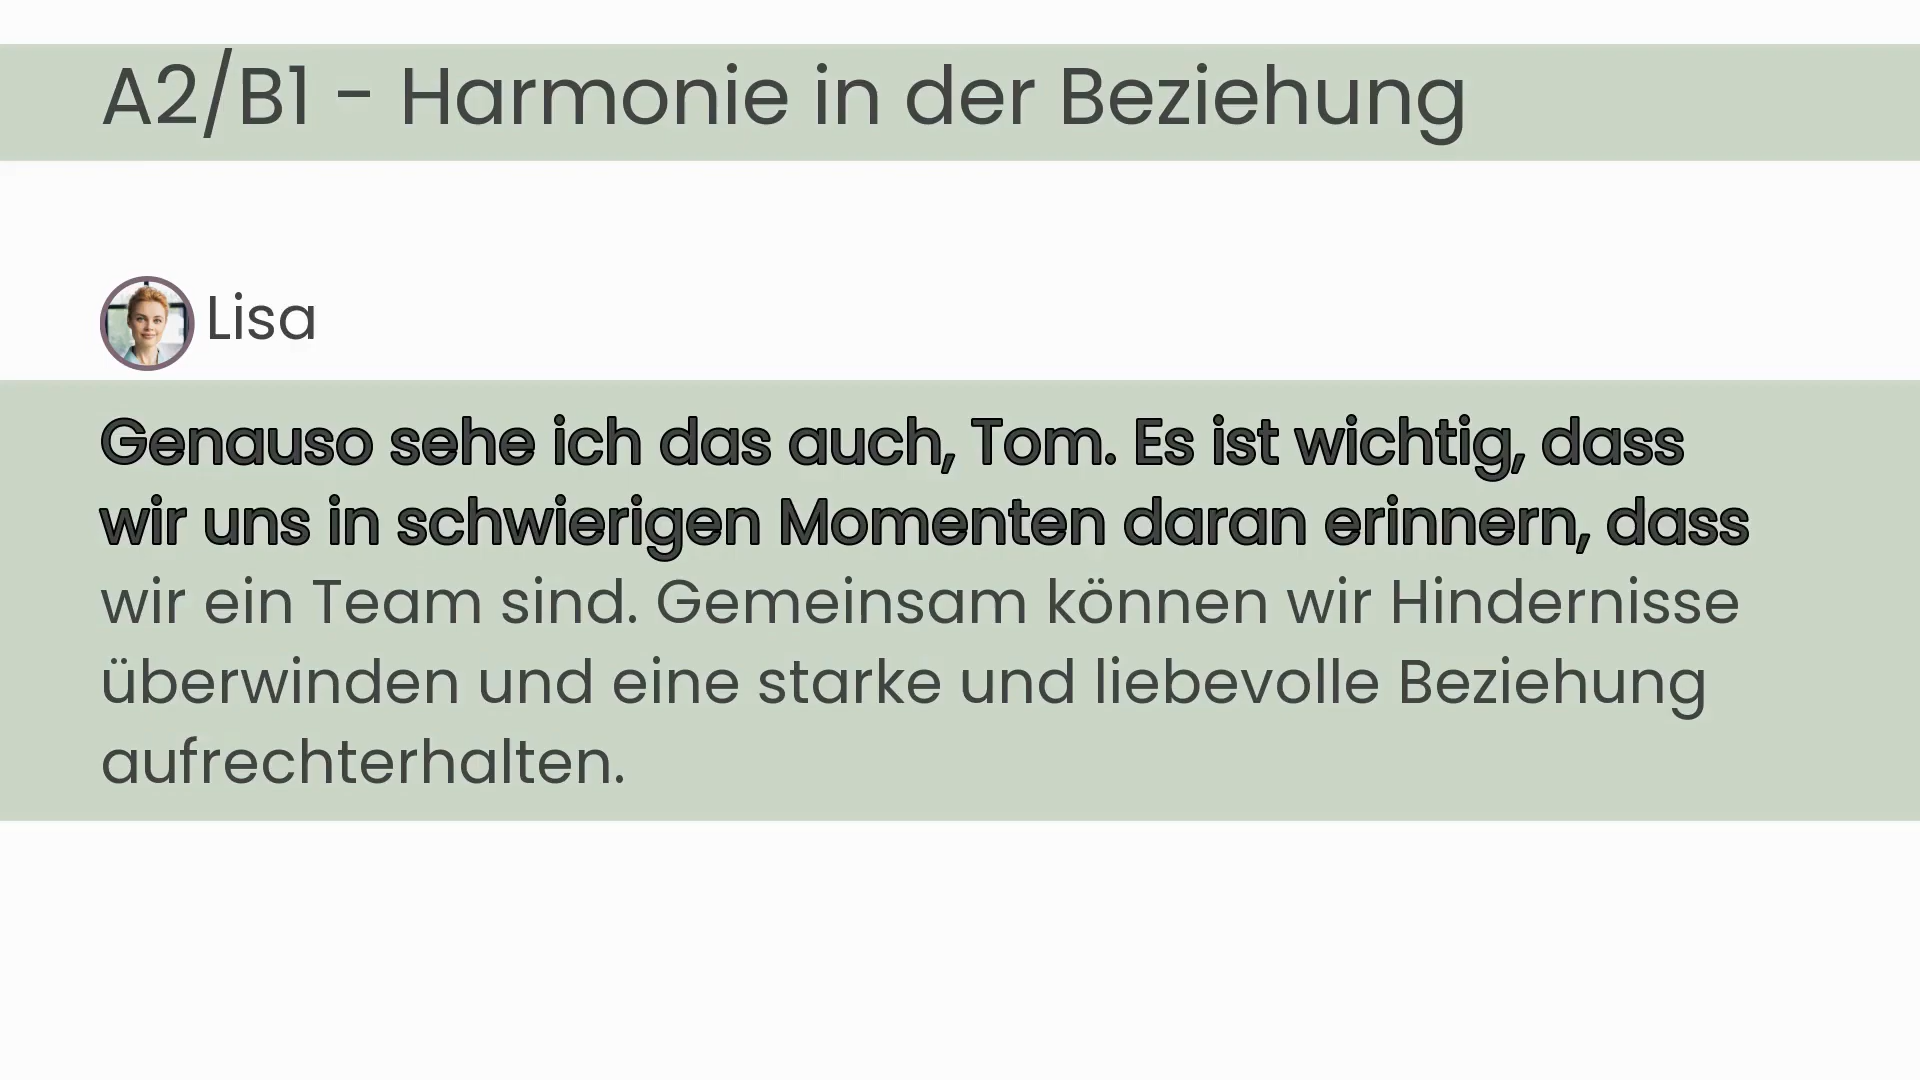 A2/B1 - Harmonie in der Beziehung
Lisa
Genauso sehe ich das auch, Tom. Es ist wichtig, dass
wir uns in schwierigen Momenten daran erinnern, dass
wir ein Team sind. Gemeinsam können wir Hindernisse
überwinden und eine starke und liebevolle Beziehung
aufrechterhalten.